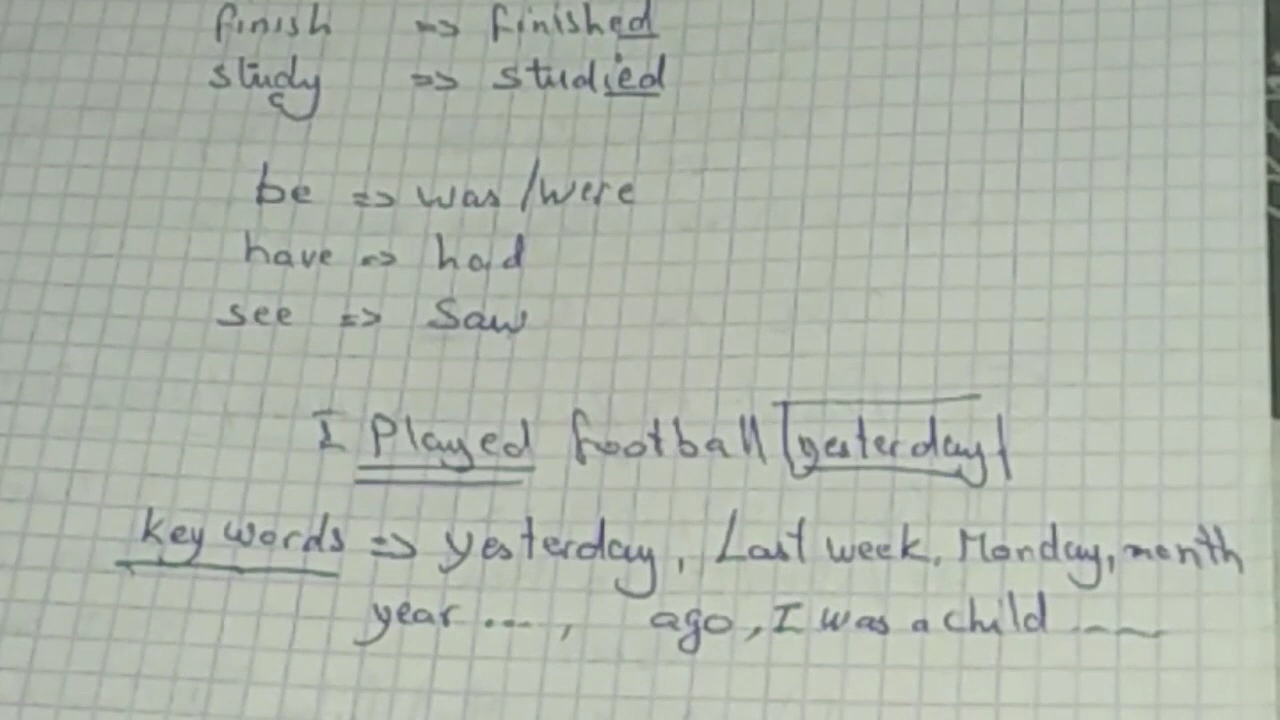 finish => finished
study => studied
be => was/were
have => had
see => Saw
I Played football [yesterday]
key words => yesterday, Last week, Monday, month
year ...., ago, I was a child ----